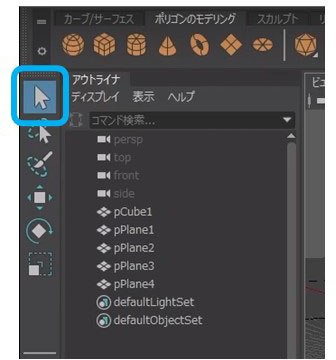 カーブ/サーフェス ポリゴンのモデリング スカルプト
アウトライナ
ディスプレイ 表示 ヘルプ
コマンド検索...
persp
top
front
side
pCube1
pPlane1
pPlane2
pPlane3
pPlane4
defaultLightSet
defaultObjectSet